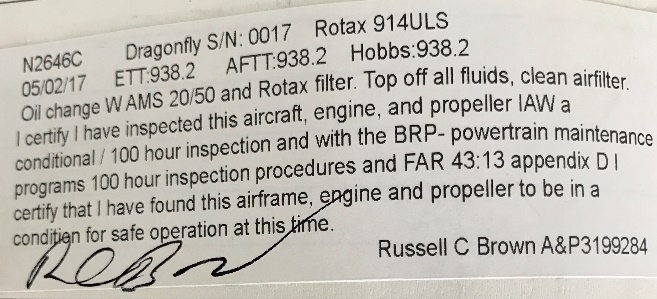 N2646C Dragonfly S/N: 0017 Rotax 914ULS
05/02/17 ETT:938.2 AFTT:938.2 Hobbs:938.2
Oil change W AMS 20/50 and Rotax filter. Top off all fluids, clean airfilter.
I certify I have inspected this aircraft, engine, and propeller IAW a
conditional / 100 hour inspection and with the BRP- powertrain maintenance
programs 100 hour inspection procedures and FAR 43:13 appendix D I
certify that I have found this airframe, engine and propeller to be in a
condition for safe operation at this time.
Russell C Brown A&P3199284